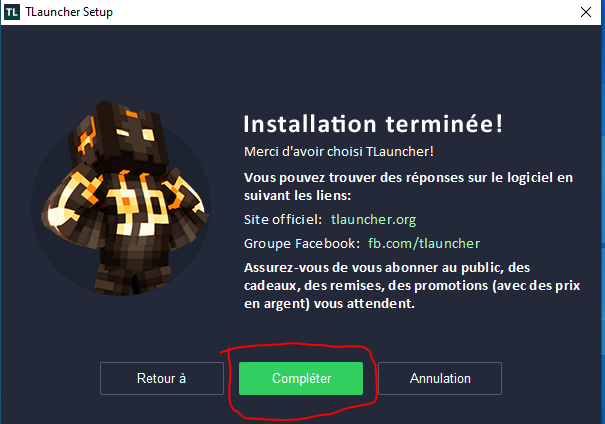 TL TLauncher Setup
Installation terminée!
Merci d'avoir choisi TLauncher!
Vous pouvez trouver des réponses sur le logiciel en
suivant les liens:
Site officiel: tlauncher.org
Groupe Facebook: fb.com/tlauncher
Assurez-vous de vous abonner au public, des
cadeaux, des remises, des promotions (avec des prix
en argent) vous attendent.
Retour à
Compléter
Annulation